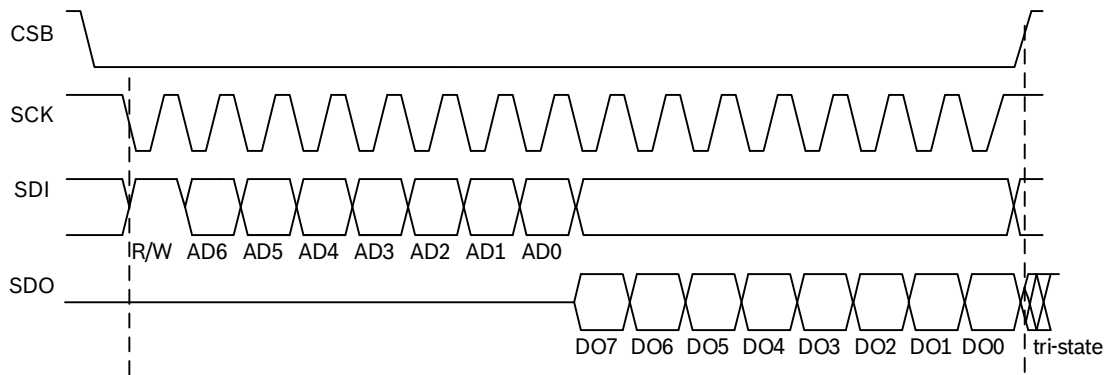 CSB
SCK
SDI
R/W AD6 AD5 AD4 AD3 AD2 AD1 AD0
SDO
DO7 DO6 DO5 DO4 DO3 DO2 DO1 DO0 tri-state